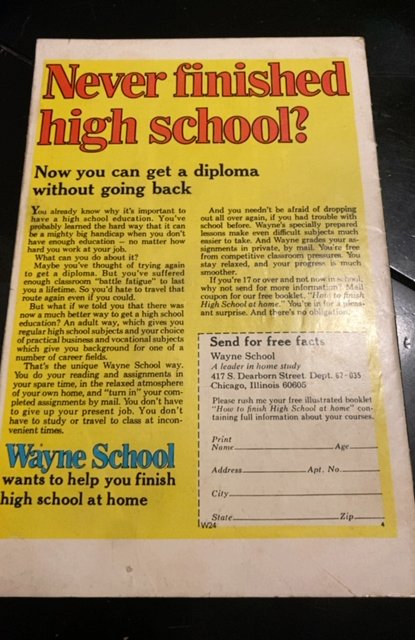 Never finished
high school?
Now you can get a diploma
without going back
You already know why it's important to
have a high school education. You've
probably learned the hard way that it can
be a mighty big handicap when you don't
have enough education — no matter how
hard you work at your job.
What can you do about it?
Maybe you've thought of trying again
to get a diploma. But you've suffered
enough classroom "battle fatigue" to last
you a lifetime. So you'd hate to travel that
route again even if you could.
But what if we told you that there was
now a much better way to get a high school
education? An adult way, which gives you
regular high school subjects and your choice
of practical business and vocational subjects
which give you background for one of a
number of career fields.
That's the unique Wayne School way.
You do your reading and assignments in
your spare time, in the relaxed atmosphere
of your own home, and "turn in" your com-
pleted assignments by mail. You don't have
to give up your present job. You don't
have to study or travel to class at incon-
venient times.
Wayne School
wants to help you finish
high school at home
And you needn't be afraid of dropping
out all over again, if you had trouble with
school before. Wayne's specially prepared
lessons make even difficult subjects much
easier to take. And Wayne grades your as-
signments in private, by mail. You're free
from competitive classroom pressures. You
stay relaxed, and your progress is much
smoother.
If you're 17 or over and not now in school,
why not send for more information? Mail
coupon for our free booklet. "How to finish
High School at home." You're in for a pleas-
ant surprise. And there's no obligation.
Send for free facts
Wayne School
A leader in home study
417 S. Dearborn Street. Dept. 62-035
Chicago, Illinois 60605
Please rush me your free illustrated booklet
"How to finish High School at home" con-
taining full information about your courses.
Print
Name Age
Address Apt. No.
City
State Zip
W24 4